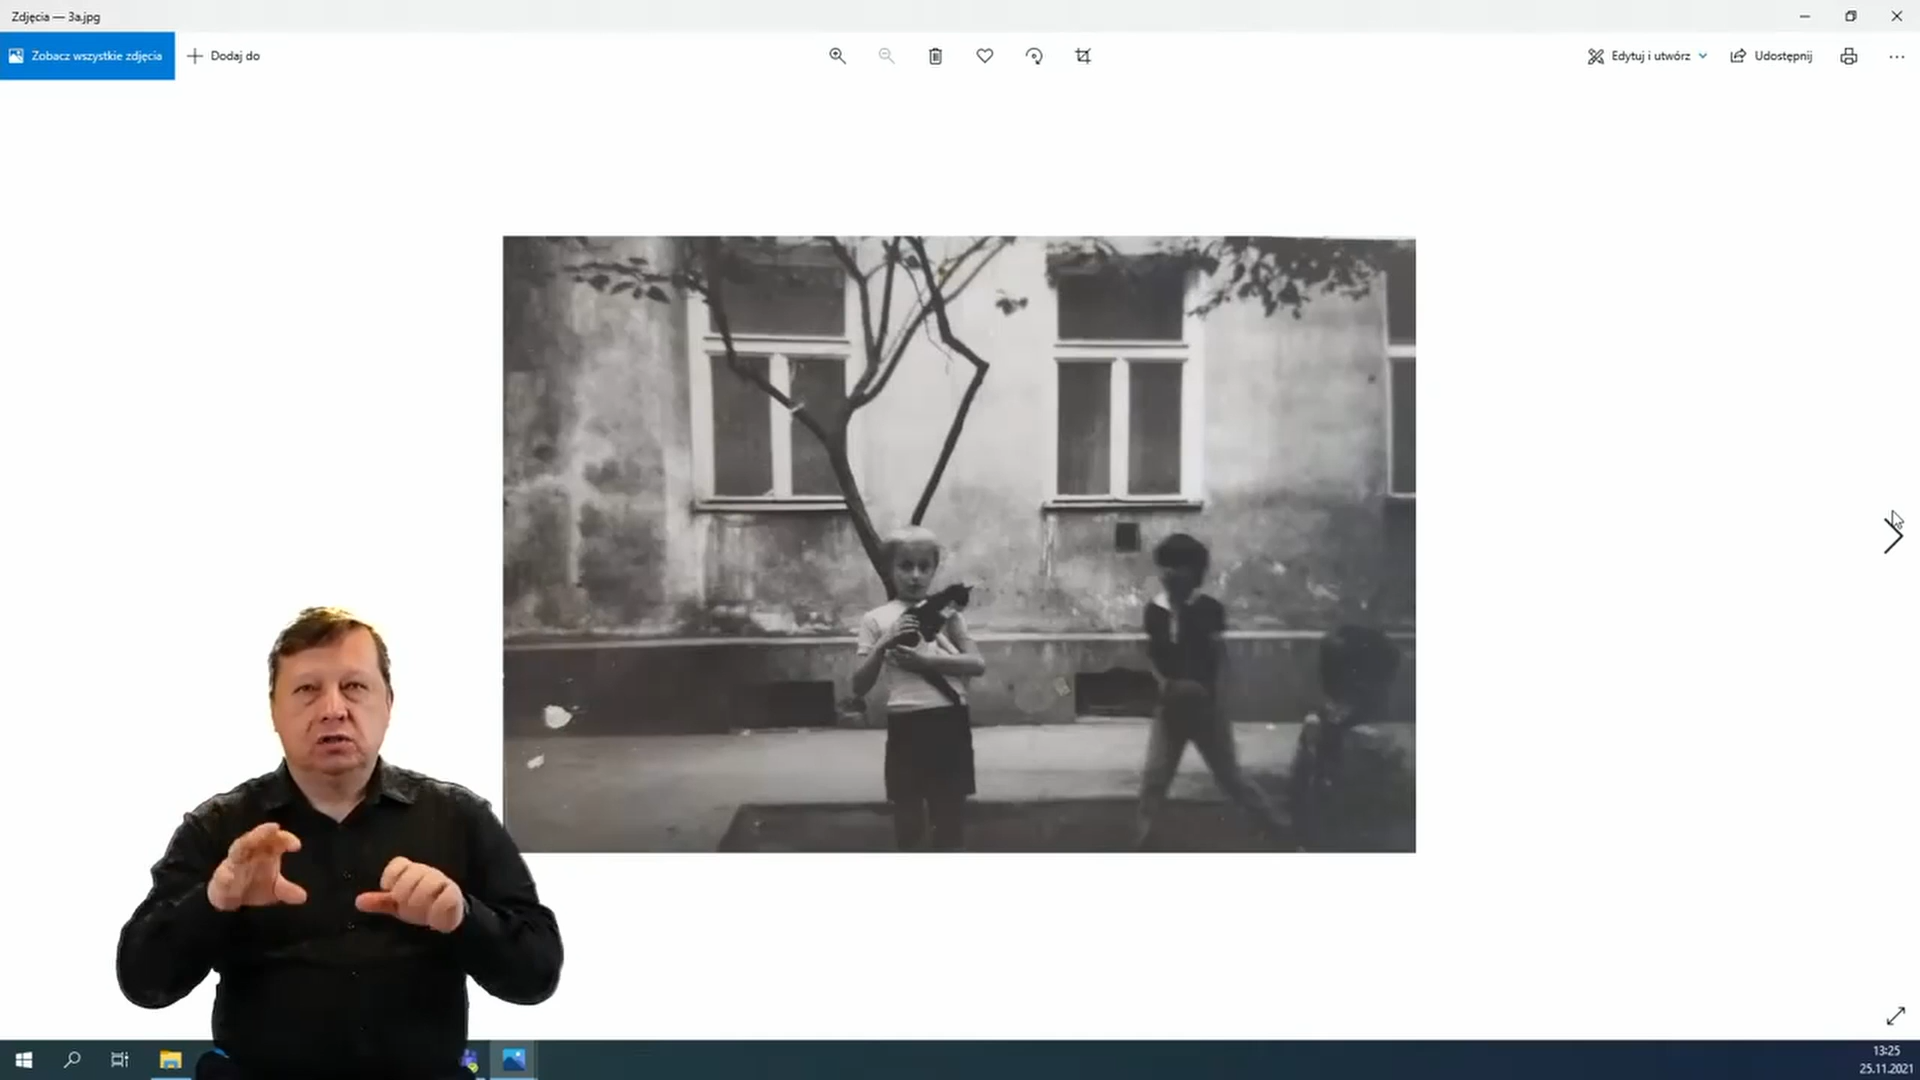 Zdjęcia — 3a.jpg
Zobacz wszystkie zdjęcia
Dodaj do
Edytuj i utwórz
Udostępnij
13:25
25.11.2021